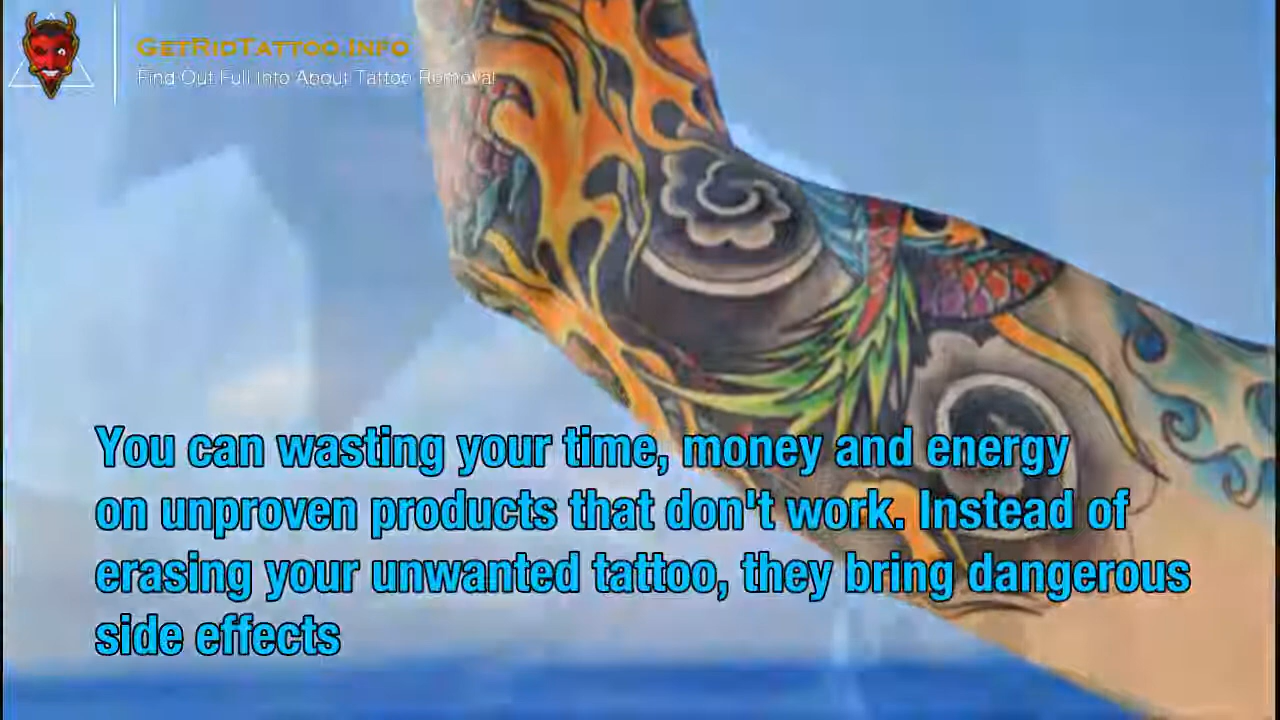 GetRidTattoo.Info
Find Out Full Info About Tattoo Removal
You can wasting your time, money and energy
on unproven products that don't work. Instead of
erasing your unwanted tattoo, they bring dangerous
side effects